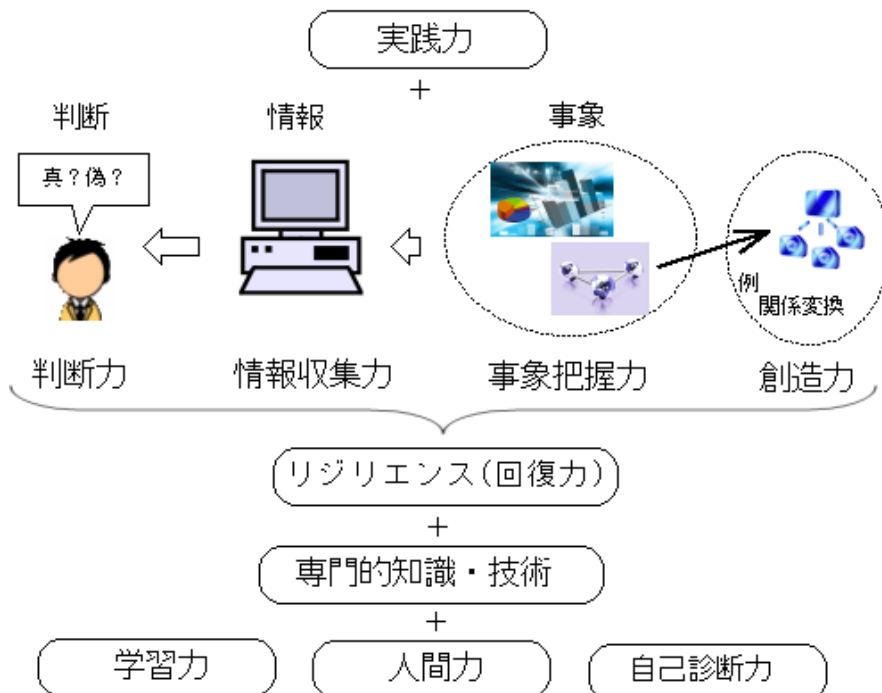 実践力
+
判断
情報
事象
真？偽？
例
関係変換
判断力
情報収集力
事象把握力
創造力
リジリエンス(回復力)
+
専門的知識・技術
+
学習力
人間力
自己診断力